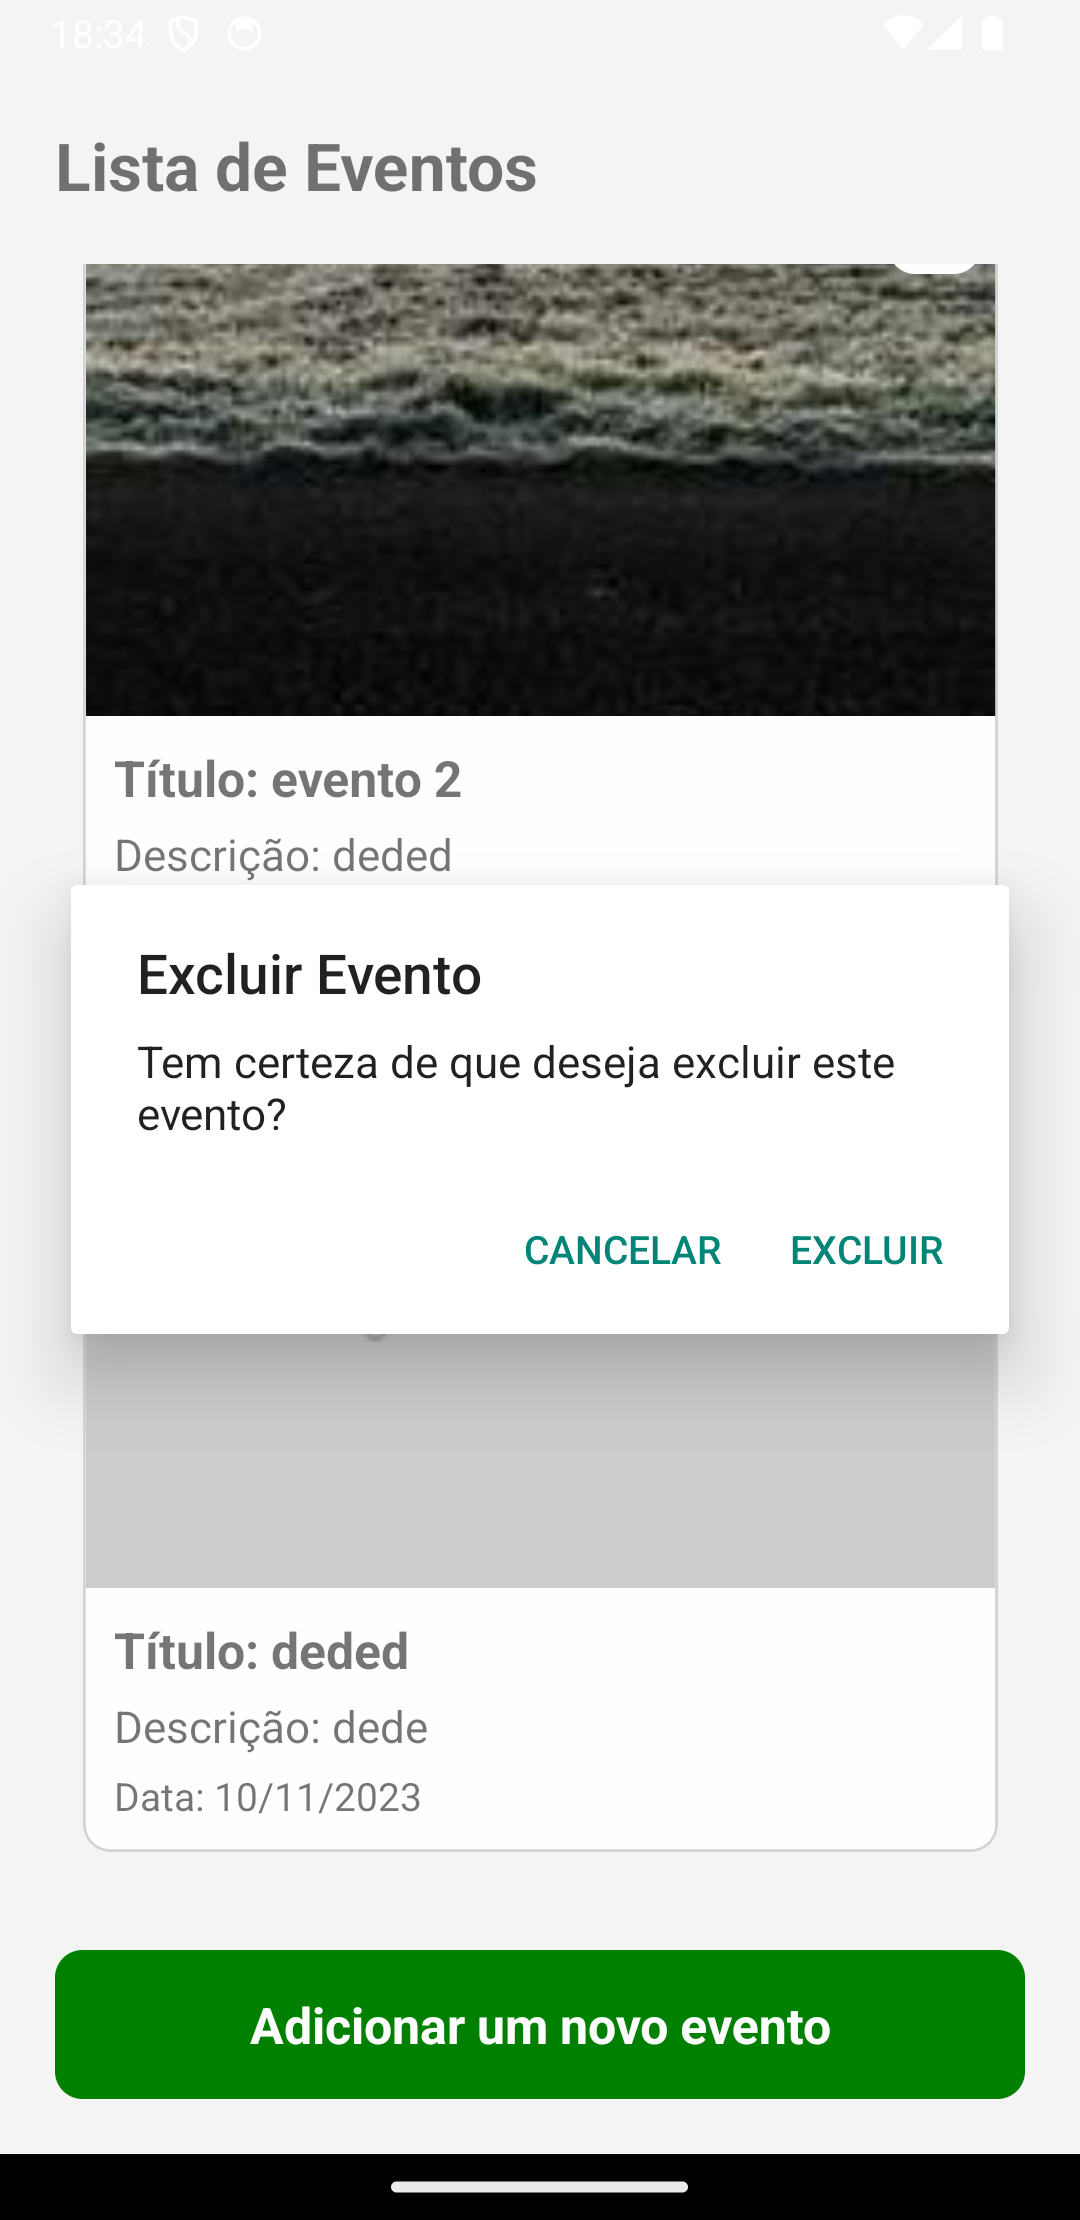 18:34
Lista de Eventos
Título: evento 2
Descrição: deded
Excluir Evento
Tem certeza de que deseja excluir este
evento?
CANCELAR EXCLUIR
Título: deded
Descrição: dede
Data: 10/11/2023
Adicionar um novo evento